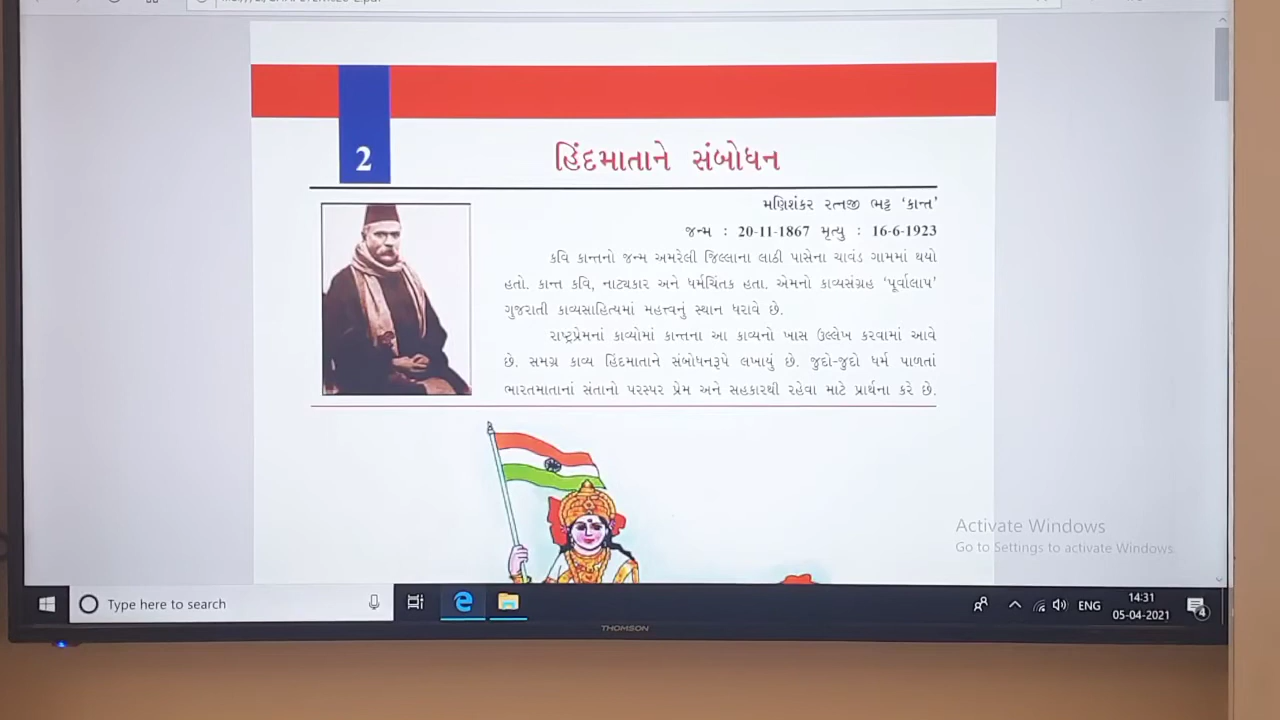 2
હિંદમાતાને સંબોધન
મણિશંકર રત્નજી ભટ્ટ ‘કાન્ત’
જન્મ : 20-11-1867 મૃત્યુ : 16-6-1923
કવિ કાન્તનો જન્મ અમરેલી જિલ્લાના લાઠી પાસેના ચાવંડ ગામમાં થયો
હતો. કાન્ત કવિ, નાટ્યકાર અને ધર્મચિંતક હતા. એમનો કાવ્યસંગ્રહ ‘પૂર્વાલાપ’
ગુજરાતી કાવ્યસાહિત્યમાં મહત્ત્વનું સ્થાન ધરાવે છે.
રાષ્ટ્રપ્રેમનાં કાવ્યોમાં કાન્તના આ કાવ્યનો ખાસ ઉલ્લેખ કરવામાં આવે
છે. સમગ્ર કાવ્ય હિંદમાતાને સંબોધનરૂપે લખાયું છે. જુદો-જુદો ધર્મ પાળતાં
ભારતમાતાનાં સંતાનો પરસ્પર પ્રેમ અને સહકારથી રહેવા માટે પ્રાર્થના કરે છે.
Activate Windows
Go to Settings to activate Windows.
Type here to search
ENG
14:31
05-04-2021
4
THOMSON